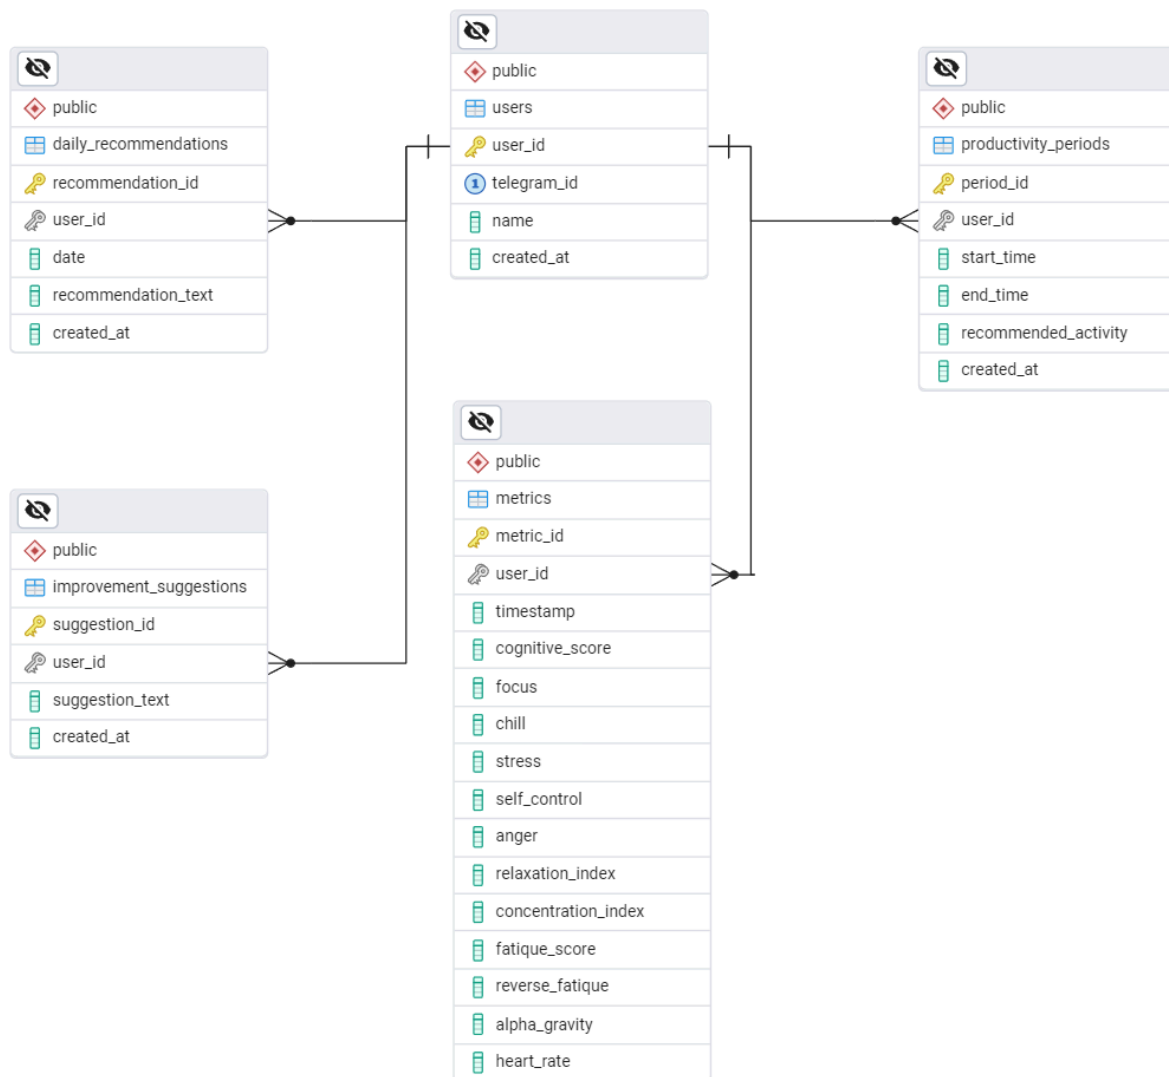 public
daily_recommendations
recommendation_id
user_id
date
recommendation_text
created_at
public
users
user_id
1 telegram_id
name
created_at
public
productivity_periods
period_id
user_id
start_time
end_time
recommended_activity
created_at
public
improvement_suggestions
suggestion_id
user_id
suggestion_text
created_at
public
metrics
metric_id
user_id
timestamp
cognitive_score
focus
chill
stress
self_control
anger
relaxation_index
concentration_index
fatique_score
reverse_fatique
alpha_gravity
heart_rate